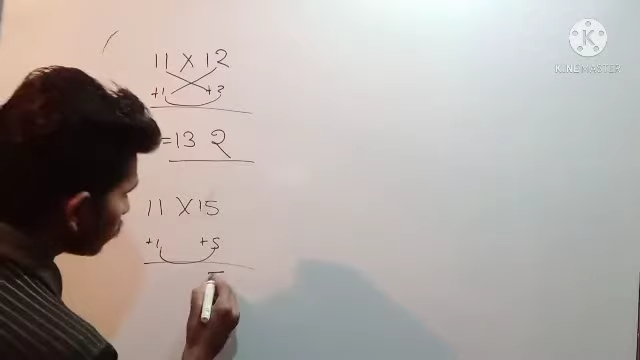 11 X 12
+1 +2
= 13 2
11 X 15
+1 +5
KINEMASTER